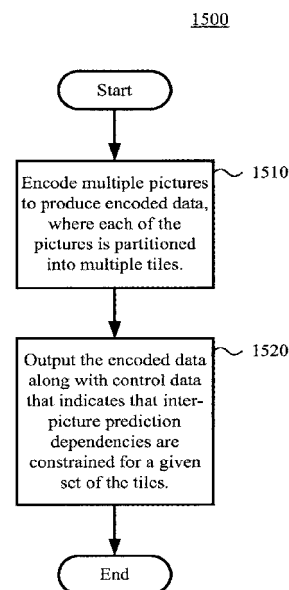 1500
Start
1510
Encode multiple pictures
to produce encoded data,
where each of the
pictures is partitioned
into multiple tiles.
1520
Output the encoded data
along with control data
that indicates that inter-
picture prediction
dependencies are
constrained for a given
set of the tiles.
End